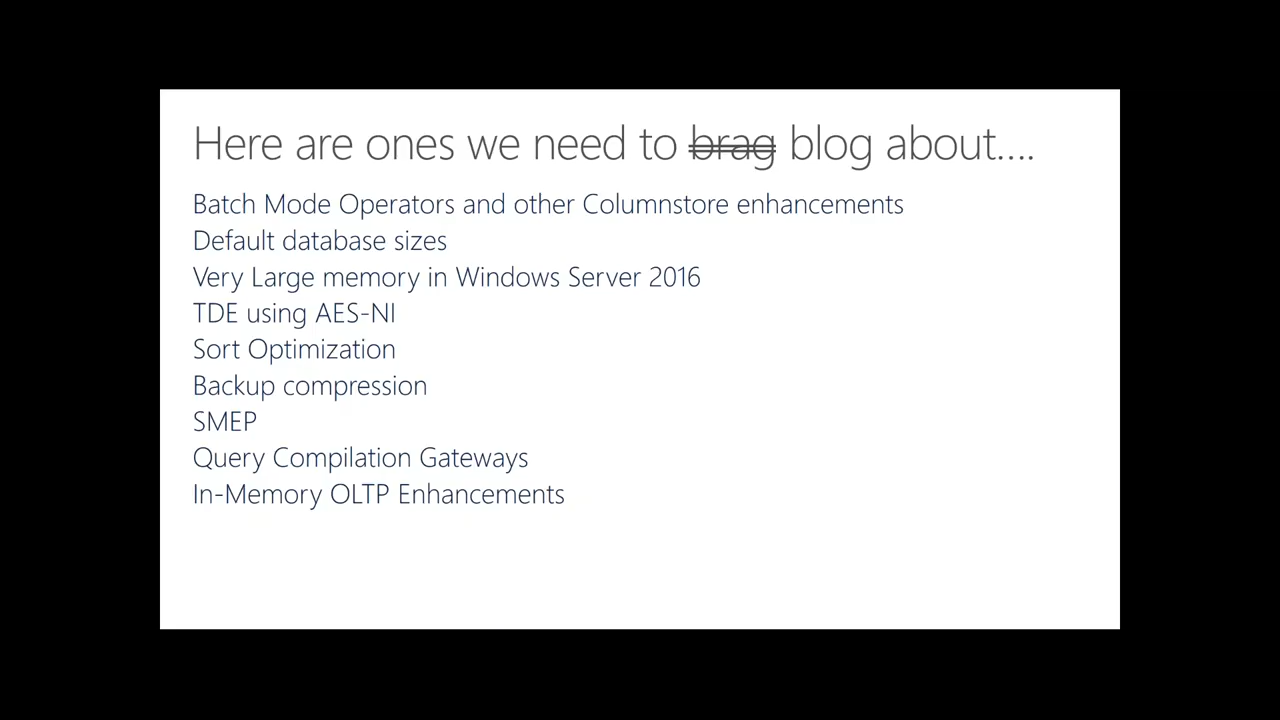 Here are ones we need to brag blog about....
Batch Mode Operators and other Columnstore enhancements
Default database sizes
Very Large memory in Windows Server 2016
TDE using AES-NI
Sort Optimization
Backup compression
SMEP
Query Compilation Gateways
In-Memory OLTP Enhancements